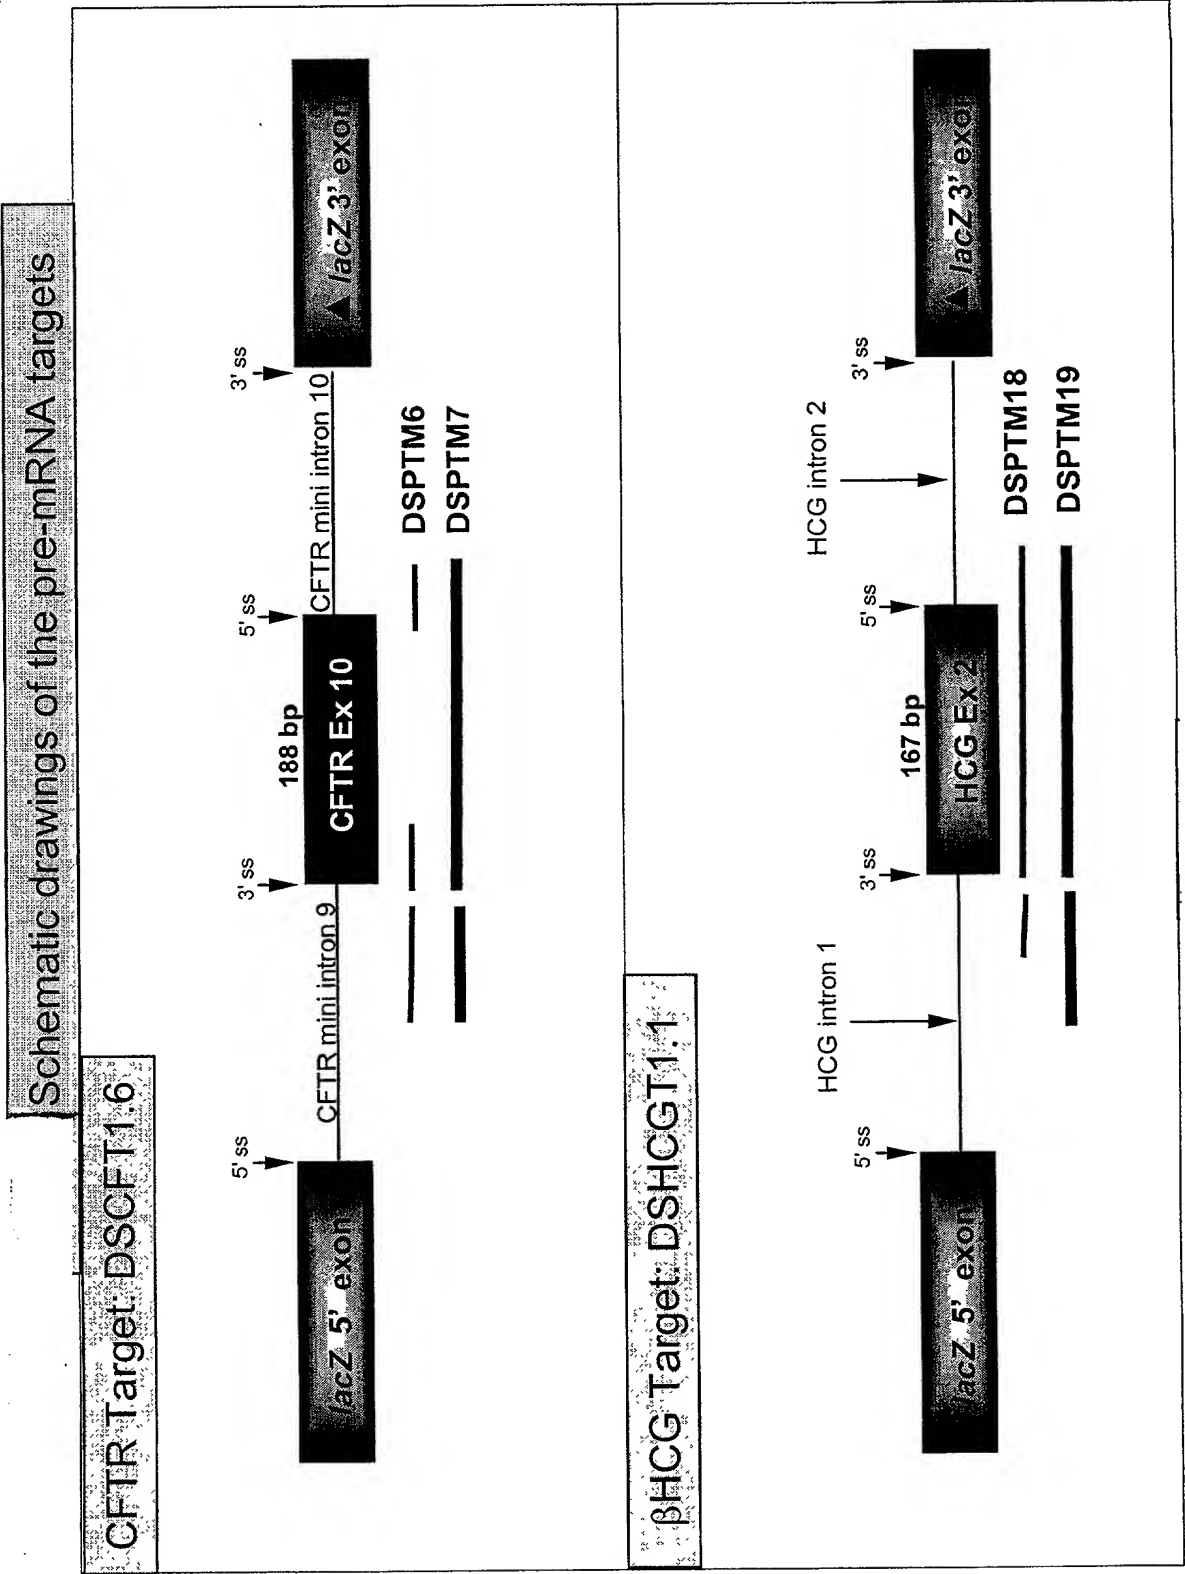 Schematic drawings of the pre-mRNA targets
CFTR Target: DSCFT1.6
188 bp
5' ss
3' ss
5' ss
3' ss
lacZ 5' exon
CFTR mini intron 9
CFTR Ex 10
CFTR mini intron 10
▲ lacZ 3' exon
DSPTM6
DSPTM7
βHCG Target: DSHCGT1.1
HCG intron 1
HCG intron 2
167 bp
5' ss
3' ss
5' ss
3' ss
lacZ 5' exon
HCG Ex 2
▲ lacZ 3' exon
DSPTM18
DSPTM19